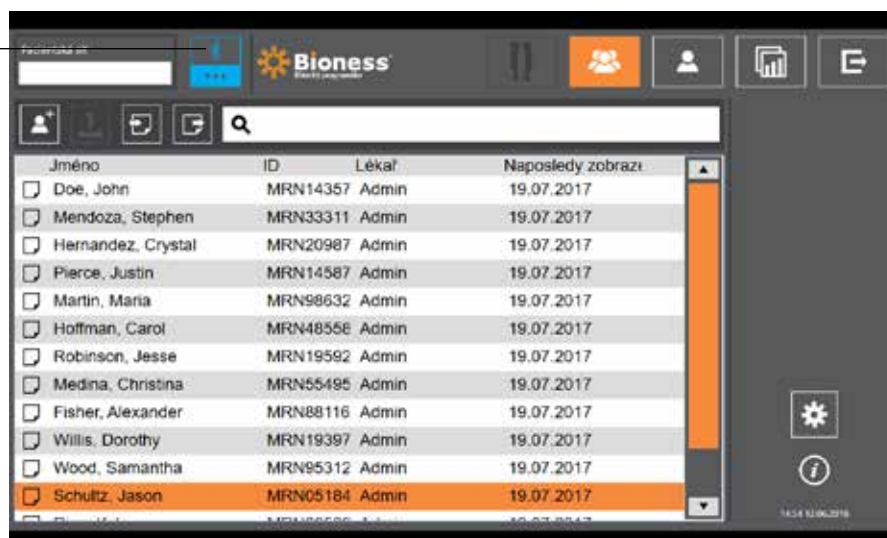 Bioness
Jméno ID Lékař Naposledy zobraze
Doe, John MRN14357 Admin 19.07.2017
Mendoza, Stephen MRN33311 Admin 19.07.2017
Hernandez, Crystal MRN20987 Admin 19.07.2017
Pierce, Justin MRN14587 Admin 19.07.2017
Martin, Maria MRN98632 Admin 19.07.2017
Hoffman, Carol MRN48556 Admin 19.07.2017
Robinson, Jesse MRN19592 Admin 19.07.2017
Medina, Christina MRN55495 Admin 19.07.2017
Fisher, Alexander MRN88116 Admin 19.07.2017
Willis, Dorothy MRN19397 Admin 19.07.2017
Wood, Samantha MRN95312 Admin 19.07.2017
Schultz, Jason MRN05184 Admin 19.07.2017